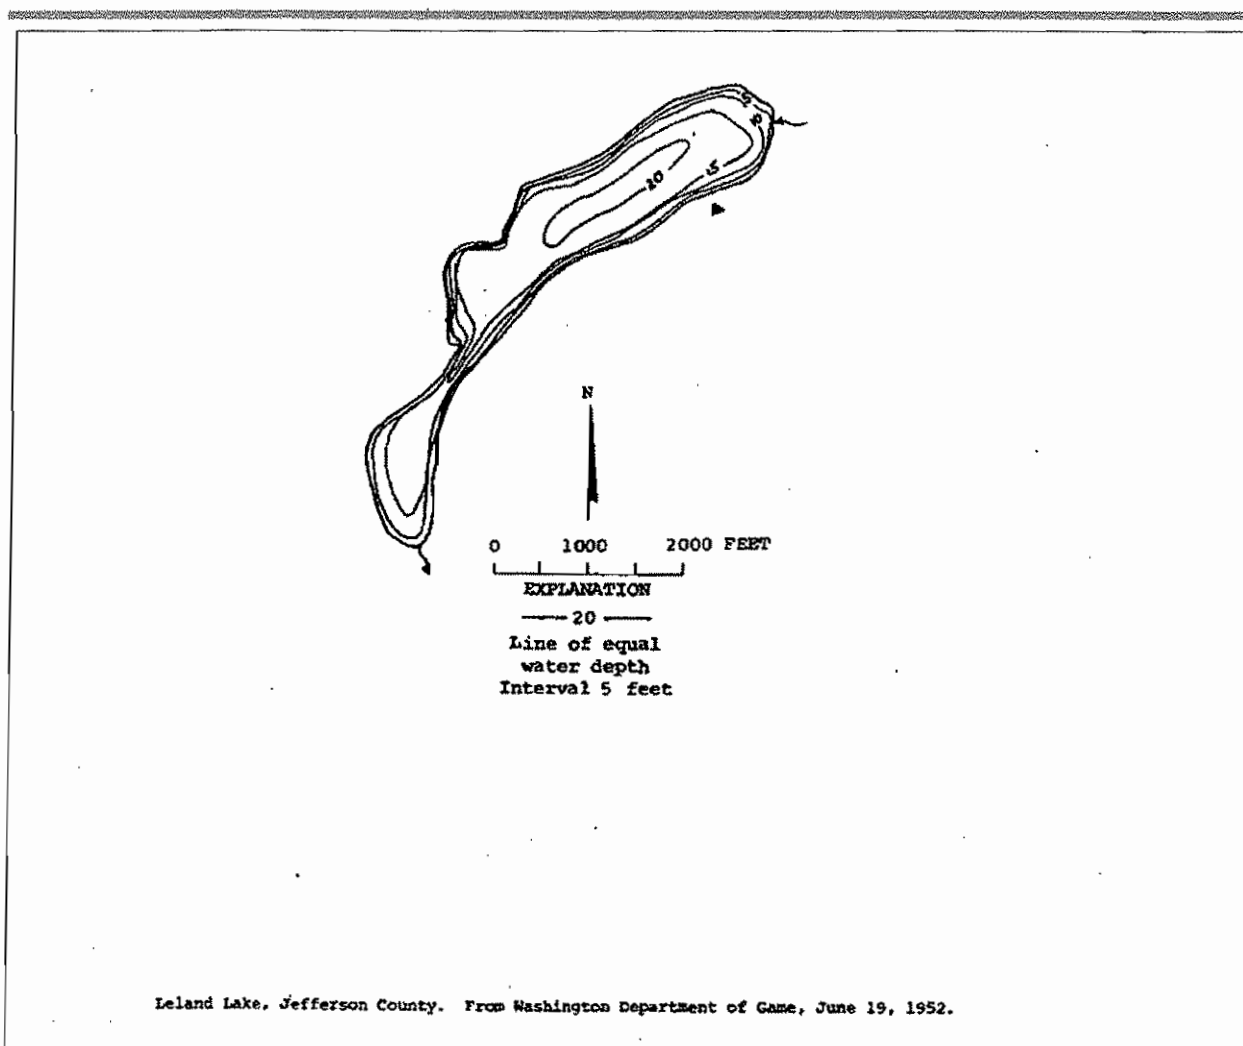 5
10
15
20
N
0 1000 2000 FEET
EXPLANATION
20
Line of equal
water depth
Interval 5 feet
Leland Lake, Jefferson County. From Washington Department of Game, June 19, 1952.